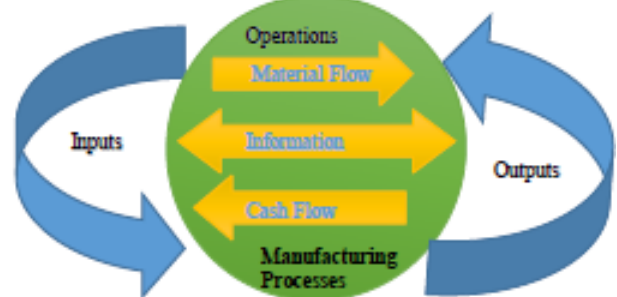 Operations
Material Flow
Inputs
Information
Outputs
Cash Flow
Manufacturing
Processes